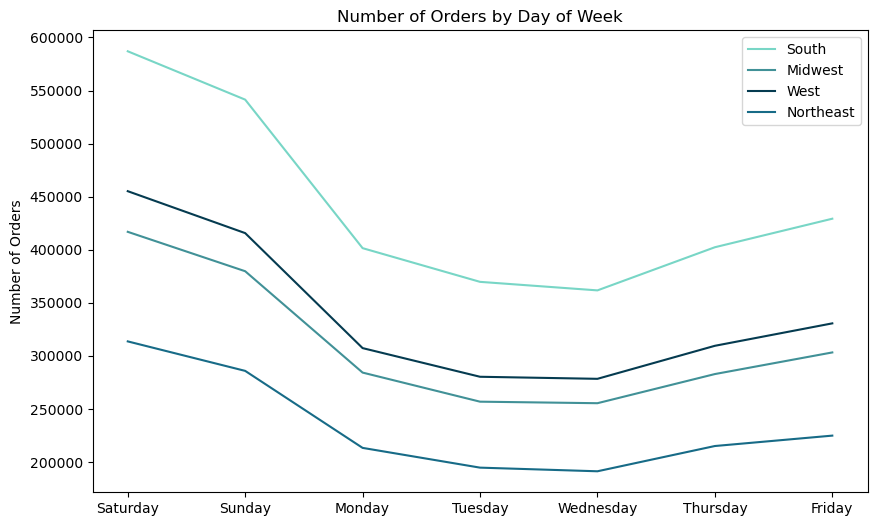 Number of Orders by Day of Week
South
Midwest
West
Northeast
Number of Orders
600000
550000
500000
450000
400000
350000
300000
250000
200000
Saturday Sunday Monday Tuesday Wednesday Thursday Friday